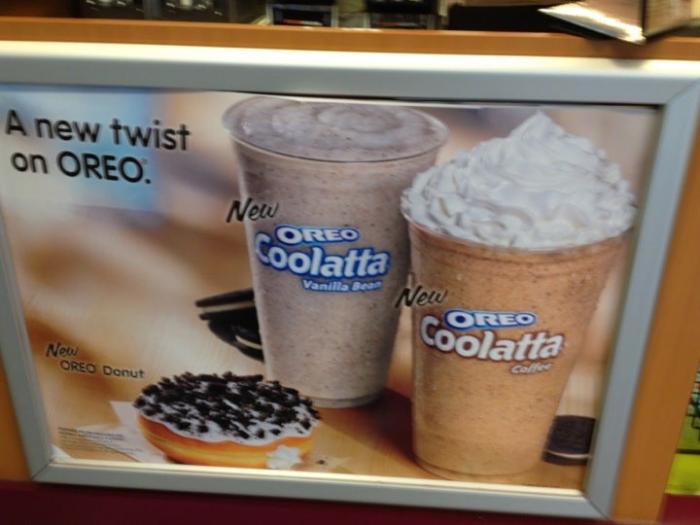 A new twist
on OREO.
New
OREO
Coolatta
Vanilla Bean
New
OREO
Coolatta
Coffee
New
OREO Donut